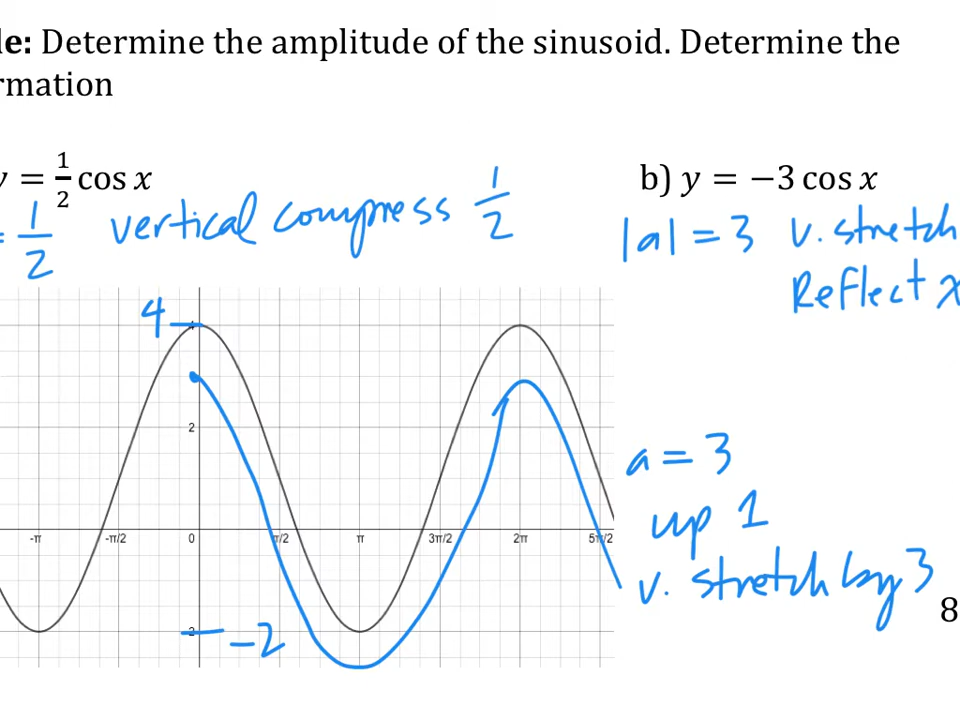 le: Determine the amplitude of the sinusoid. Determine the
rmation
y = 1/2 cos x
b) y = −3 cos x
= 1/2 vertical compress 1/2
|a| = 3 v. stretch
Reflect x
4
4
2
-π -π/2 0 π/2 π 3π/2 2π 5π/2
-2
-2
a = 3
up 1
v. stretch by 3
8